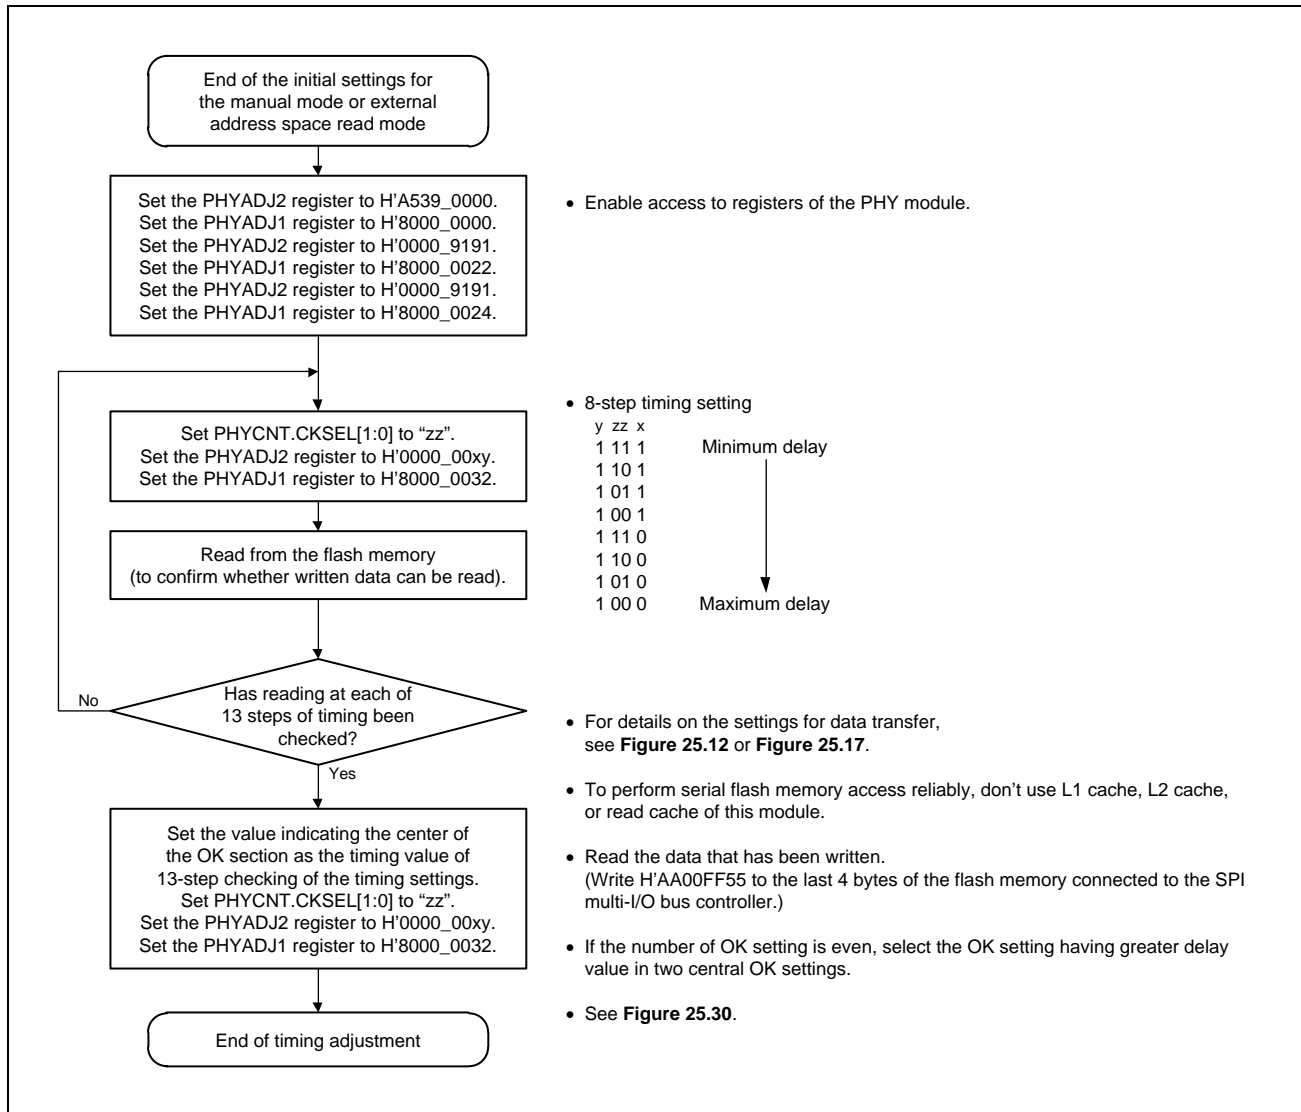 End of the initial settings for
the manual mode or external
address space read mode
Set the PHYADJ2 register to H'A539_0000.
Set the PHYADJ1 register to H'8000_0000.
Set the PHYADJ2 register to H'0000_9191.
Set the PHYADJ1 register to H'8000_0022.
Set the PHYADJ2 register to H'0000_9191.
Set the PHYADJ1 register to H'8000_0024.
• Enable access to registers of the PHY module.
Set PHYCNT.CKSEL[1:0] to “zz”.
Set the PHYADJ2 register to H'0000_00xy.
Set the PHYADJ1 register to H'8000_0032.
• 8-step timing setting
y zz x
1 11 1 Minimum delay
1 10 1
1 01 1
1 00 1
1 11 0
1 10 0
1 01 0
1 00 0 Maximum delay
Read from the flash memory
(to confirm whether written data can be read).
Has reading at each of
13 steps of timing been
checked?
No
Yes
• For details on the settings for data transfer,
see Figure 25.12 or Figure 25.17.
• To perform serial flash memory access reliably, don't use L1 cache, L2 cache,
or read cache of this module.
• Read the data that has been written.
(Write H'AA00FF55 to the last 4 bytes of the flash memory connected to the SPI
multi-I/O bus controller.)
• If the number of OK setting is even, select the OK setting having greater delay
value in two central OK settings.
• See Figure 25.30.
Set the value indicating the center of
the OK section as the timing value of
13-step checking of the timing settings.
Set PHYCNT.CKSEL[1:0] to “zz”.
Set the PHYADJ2 register to H'0000_00xy.
Set the PHYADJ1 register to H'8000_0032.
End of timing adjustment